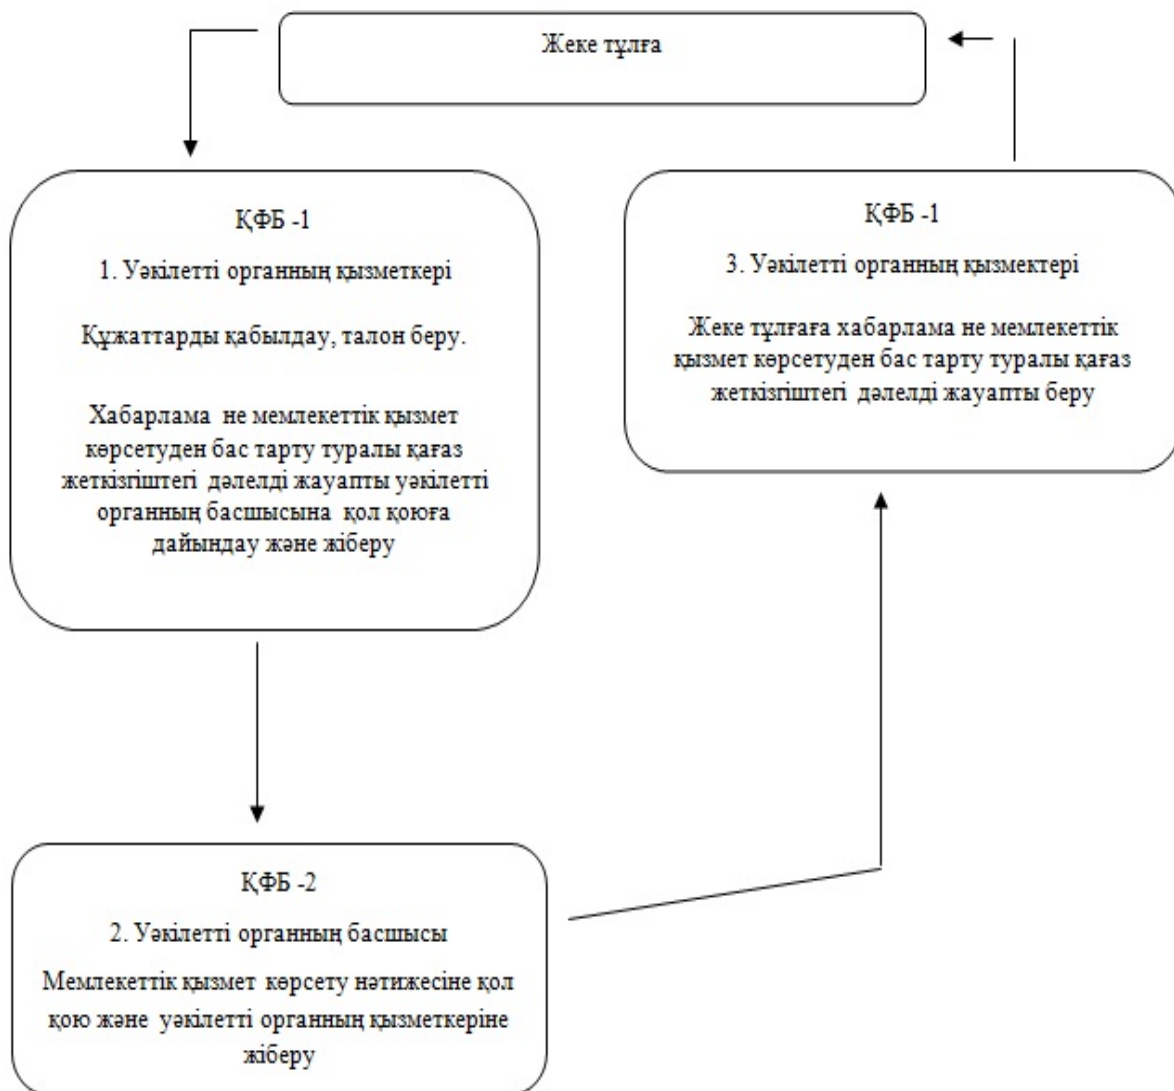 Жеке тұлға
ҚФБ -1
1. Уәкілетті органның қызметкері
Құжаттарды қабылдау, талон беру.
Хабарлама не мемлекеттік қызмет
көрсетуден бас тарту туралы қағаз
жеткізгіштегі дәлелді жауапты уәкілетті
органның басшысына қол қоюға
дайындау және жіберу
ҚФБ -2
2. Уәкілетті органның басшысы
Мемлекеттік қызмет көрсету нәтижесіне қол
қою және уәкілетті органның қызметкеріне
жіберу
ҚФБ -1
3. Уәкілетті органның қызмектері
Жеке тұлғаға хабарлама не мемлекеттік
қызмет көрсетуден бас тарту туралы қағаз
жеткізгіштегі дәлелді жауапты беру